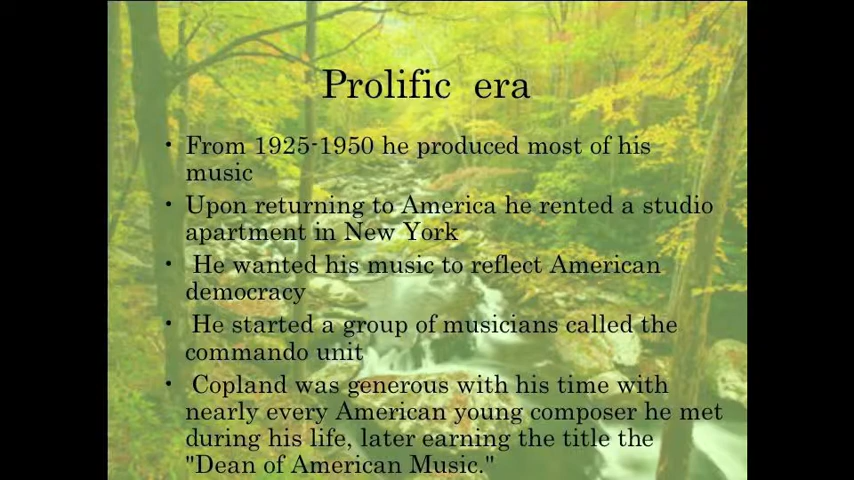 Prolific era
• From 1925-1950 he produced most of his
music
• Upon returning to America he rented a studio
apartment in New York
• He wanted his music to reflect American
democracy
• He started a group of musicians called the
commando unit
• Copland was generous with his time with
nearly every American young composer he met
during his life, later earning the title the
"Dean of American Music."